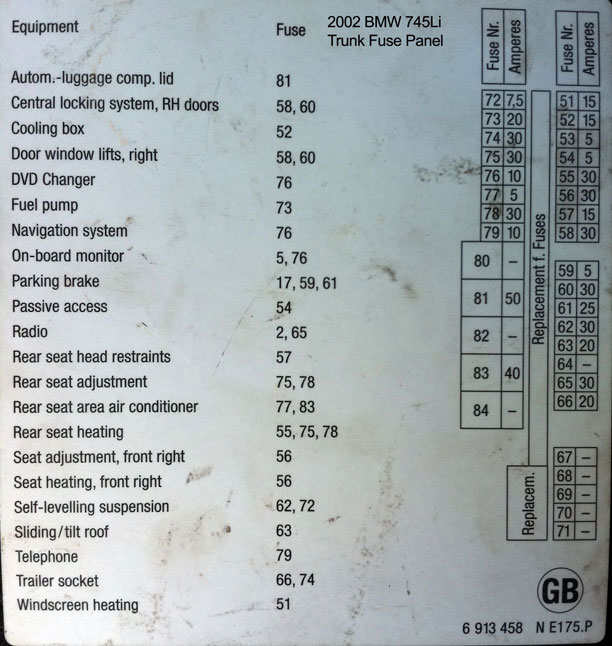 2002 BMW 745Li
Trunk Fuse Panel
Equipment Fuse
Autom.-luggage comp. lid 81
Central locking system, RH doors 58, 60
Cooling box 52
Door window lifts, right 58, 60
DVD Changer 76
Fuel pump 73
Navigation system 76
On-board monitor 5, 76
Parking brake 17, 59, 61
Passive access 54
Radio 2, 65
Rear seat head restraints 57
Rear seat adjustment 75, 78
Rear seat area air conditioner 77, 83
Rear seat heating 55, 75, 78
Seat adjustment, front right 56
Seat heating, front right 56
Self-levelling suspension 62, 72
Sliding/tilt roof 63
Telephone 79
Trailer socket 66, 74
Windscreen heating 51
Fuse Nr. Amperes
72 7,5
73 20
74 30
75 30
76 10
77 5
78 30
79 10
80 –
81 50
82 –
83 40
84 –
Replacement f. Fuses
Replacem.
Fuse Nr. Amperes
51 15
52 15
53 5
54 5
55 30
56 30
57 15
58 30
59 5
60 30
61 25
62 30
63 20
64 –
65 30
66 20
67 –
68 –
69 –
70 –
71 –
GB
6 913 458 N E175.P